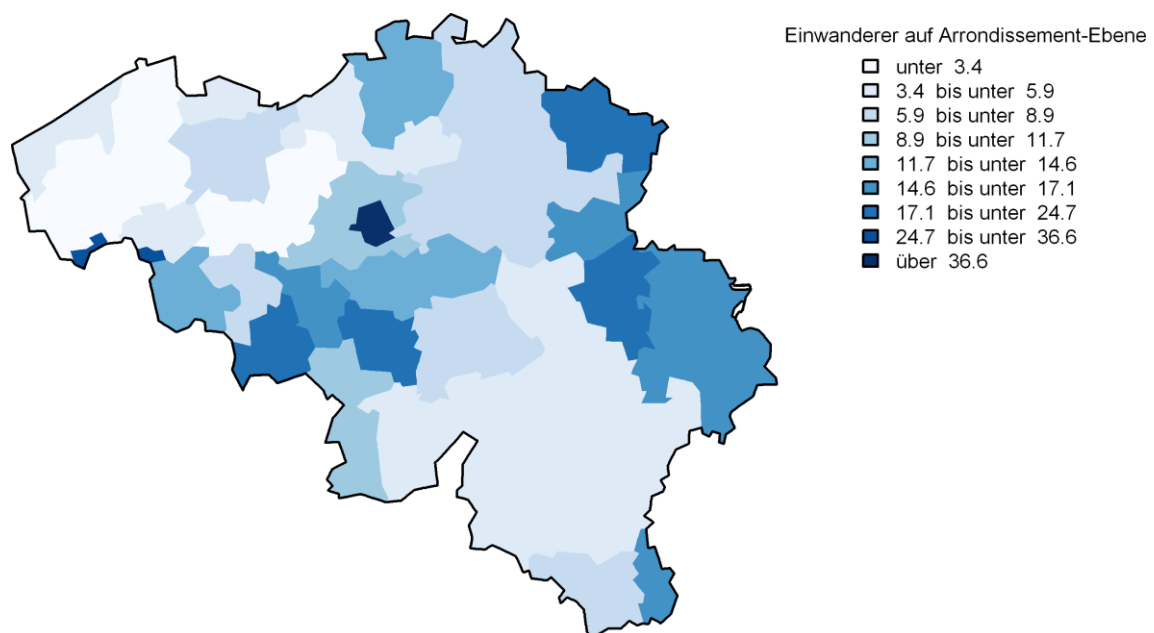 Einwanderer auf Arrondissement-Ebene
unter 3.4
3.4 bis unter 5.9
5.9 bis unter 8.9
8.9 bis unter 11.7
11.7 bis unter 14.6
14.6 bis unter 17.1
17.1 bis unter 24.7
24.7 bis unter 36.6
über 36.6